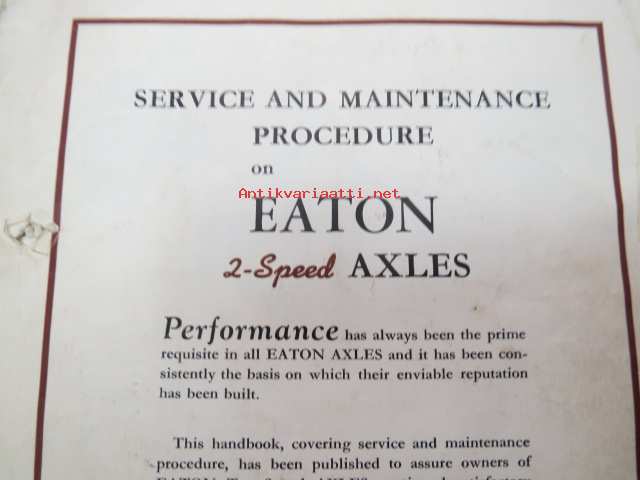 SERVICE AND MAINTENANCE
PROCEDURE
on
Antikvariaatti.net
EATON
2-Speed AXLES
Performance has always been the prime
requisite in all EATON AXLES and it has been con-
sistently the basis on which their enviable reputation
has been built.
This handbook, covering service and maintenance
procedure, has been published to assure owners of